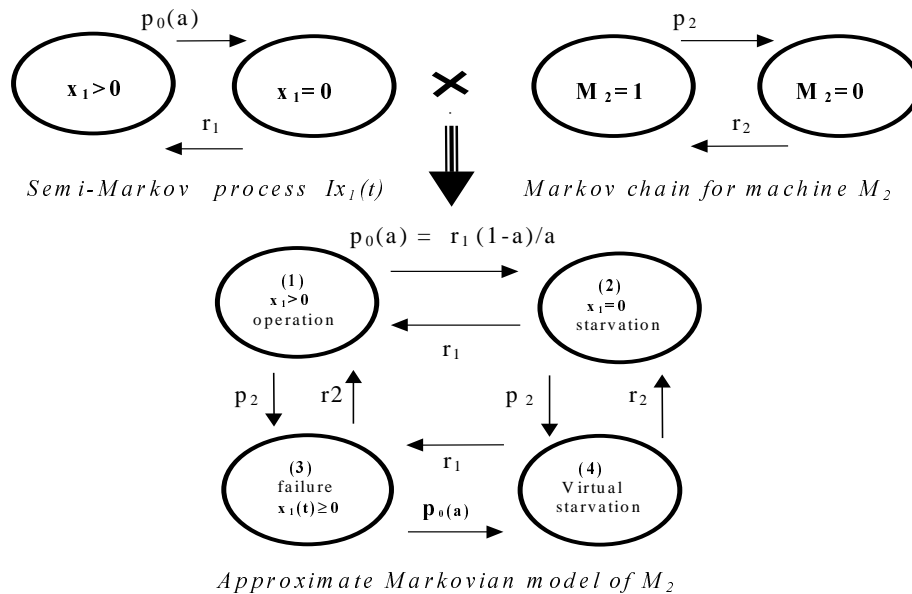 p₀(a)
x₁>0
x₁=0
r₁
Semi-Markov process Ix₁(t)
p₂
M₂=1
M₂=0
r₂
Markov chain for machine M₂
p₀(a) = r₁(1-a)/a
(1)
x₁>0
operation
(2)
x₁=0
starvation
r₁
p₂
r2
p₂
r₂
(3)
failure
x₁(t)≥0
r₁
(4)
Virtual
starvation
p₀(a)
Approximate Markovian model of M₂